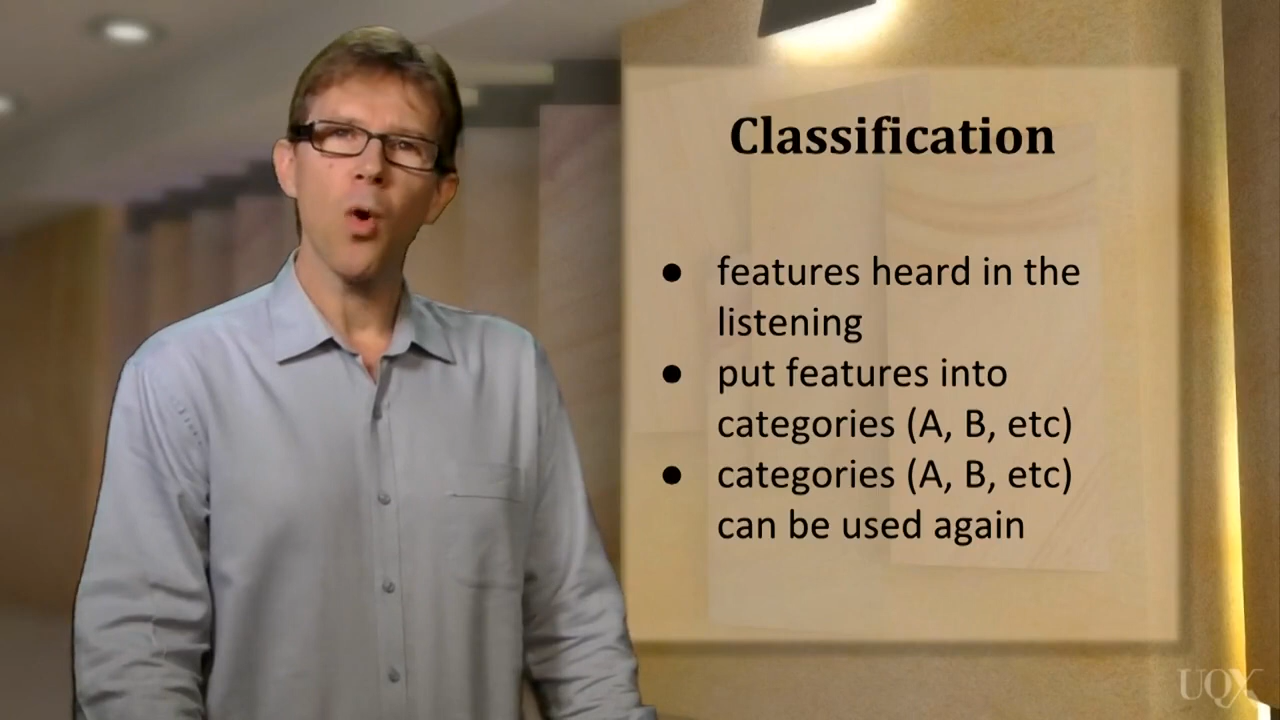 Classification
● features heard in the
listening
● put features into
categories (A, B, etc)
● categories (A, B, etc)
can be used again
UQX